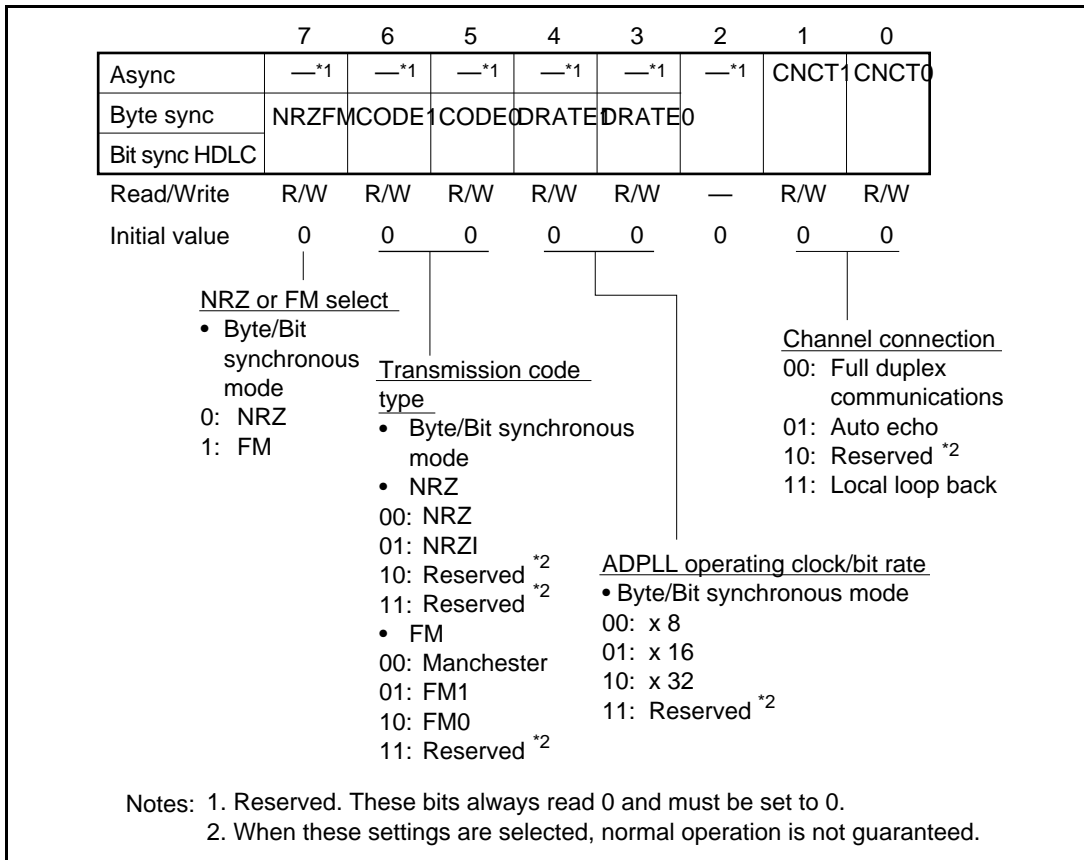 7 6 5 4 3 2 1 0
Async —*1 —*1 —*1 —*1 —*1 —*1 CNCT1 CNCT0
Byte sync NRZFM CODE1 CODE0 DRATE1 DRATE0
Bit sync HDLC
Read/Write R/W R/W R/W R/W R/W — R/W R/W
Initial value 0 0 0 0 0 0 0 0
NRZ or FM select
• Byte/Bit
synchronous
mode
0: NRZ
1: FM
Transmission code
type
• Byte/Bit synchronous
mode
• NRZ
00: NRZ
01: NRZI
10: Reserved *2
11: Reserved *2
• FM
00: Manchester
01: FM1
10: FM0
11: Reserved *2
ADPLL operating clock/bit rate
• Byte/Bit synchronous mode
00: x 8
01: x 16
10: x 32
11: Reserved *2
Channel connection
00: Full duplex
communications
01: Auto echo
10: Reserved *2
11: Local loop back
Notes: 1. Reserved. These bits always read 0 and must be set to 0.
2. When these settings are selected, normal operation is not guaranteed.